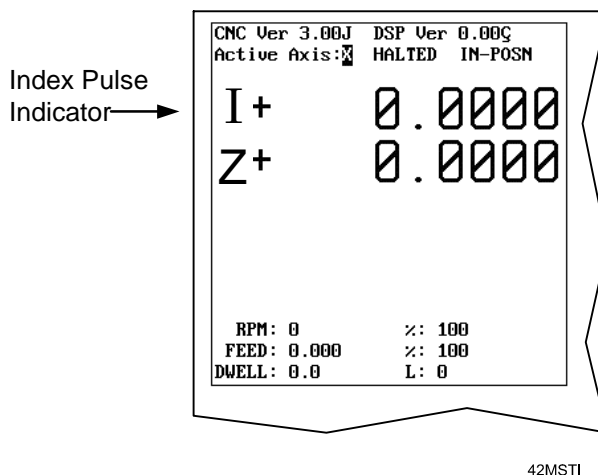 CNC Ver 3.00J DSP Ver 0.00Ç
Active Axis:X HALTED IN-POSN
Index Pulse
Indicator
I+ 0.0000
Z+ 0.0000
RPM: 0 %: 100
FEED: 0.000 %: 100
DWELL: 0.0 L: 0
42MSTI